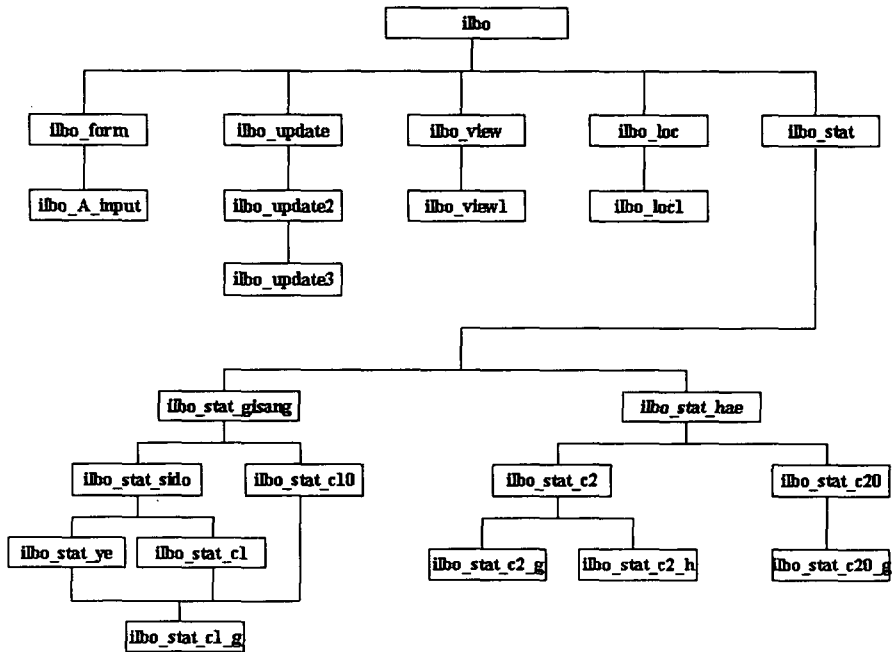 ilbo
ilbo_form
ilbo_update
ilbo_view
ilbo_loc
ilbo_stat
ilbo_A_input
ilbo_update2
ilbo_view1
ilbo_loc1
ilbo_update3
ilbo_stat_gisang
ilbo_stat_hae
ilbo_stat_sido
ilbo_stat_c10
ilbo_stat_c2
ilbo_stat_c20
ilbo_stat_ye
ilbo_stat_c1
ilbo_stat_c2_g
ilbo_stat_c2_h
ilbo_stat_c20_g
ilbo_stat_c1_g